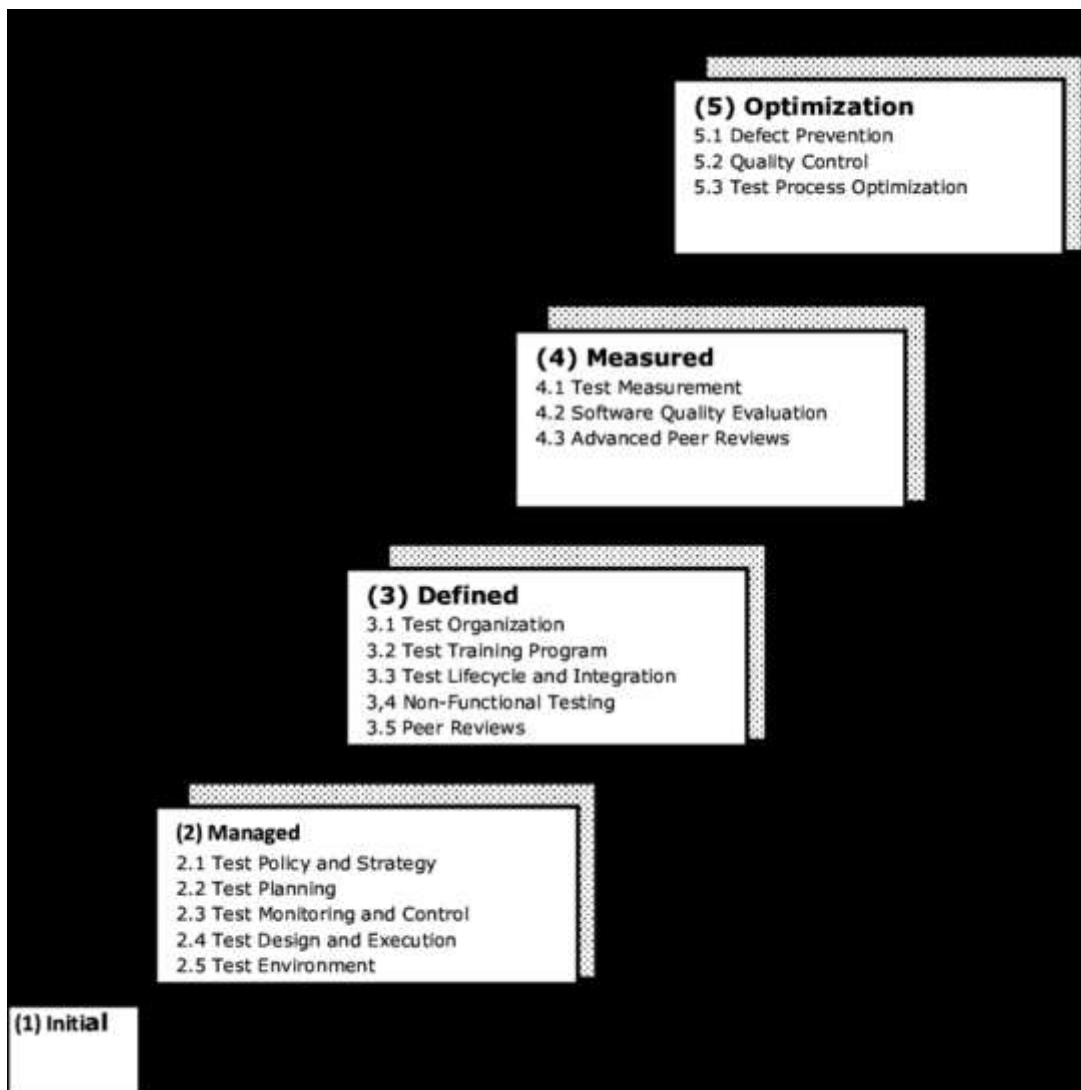 (5) Optimization
5.1 Defect Prevention
5.2 Quality Control
5.3 Test Process Optimization
(4) Measured
4.1 Test Measurement
4.2 Software Quality Evaluation
4.3 Advanced Peer Reviews
(3) Defined
3.1 Test Organization
3.2 Test Training Program
3.3 Test Lifecycle and Integration
3,4 Non-Functional Testing
3.5 Peer Reviews
(2) Managed
2.1 Test Policy and Strategy
2.2 Test Planning
2.3 Test Monitoring and Control
2.4 Test Design and Execution
2.5 Test Environment
(1) Initial